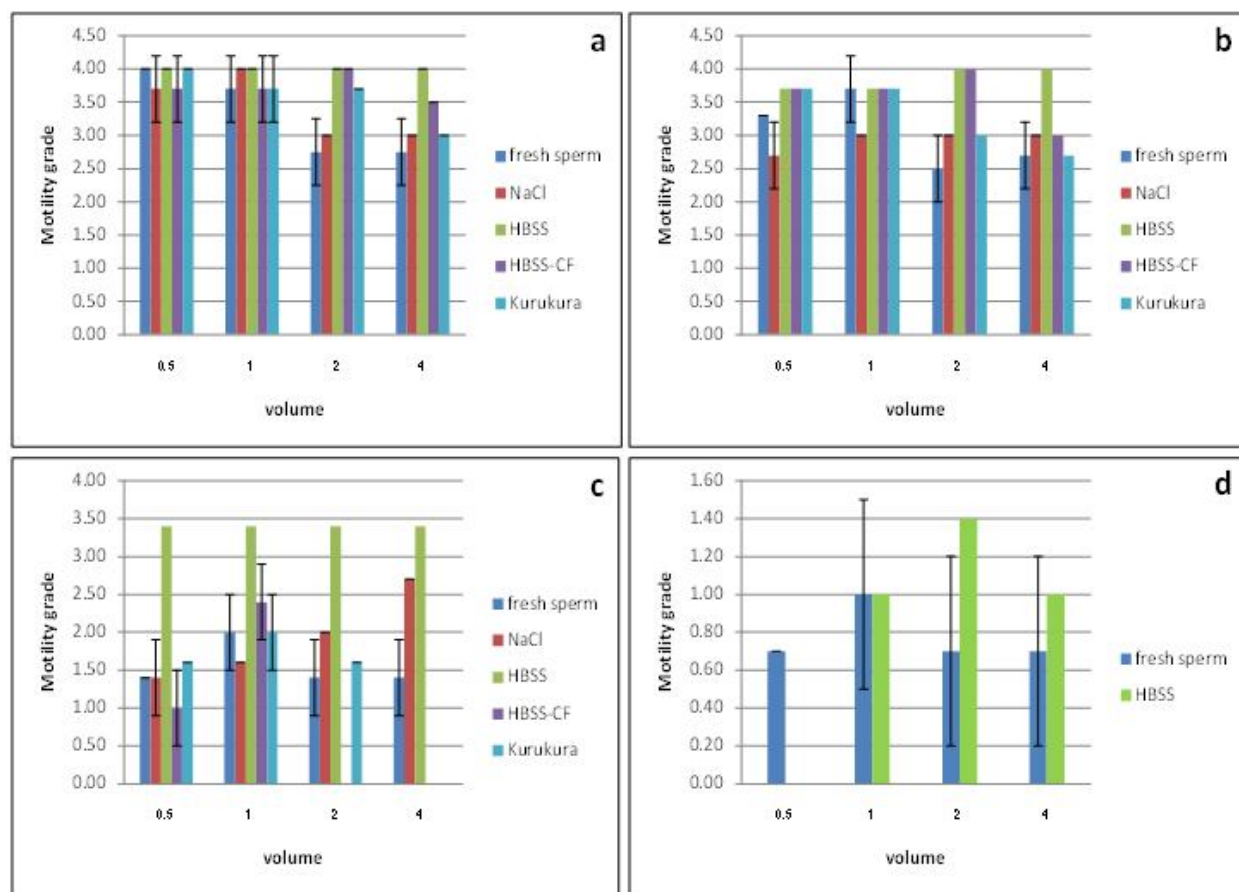 a
4.50
4.00
3.50
3.00
2.50
2.00
1.50
1.00
0.50
0.00
Motility grade
0.5 1 2 4
volume
fresh sperm
NaCl
HBSS
HBSS-CF
Kurukura
b
4.50
4.00
3.50
3.00
2.50
2.00
1.50
1.00
0.50
0.00
Motility grade
0.5 1 2 4
volume
fresh sperm
NaCl
HBSS
HBSS-CF
Kurukura
c
4.00
3.50
3.00
2.50
2.00
1.50
1.00
0.50
0.00
Motility grade
0.5 1 2 4
volume
fresh sperm
NaCl
HBSS
HBSS-CF
Kurukura
d
1.60
1.40
1.20
1.00
0.80
0.60
0.40
0.20
0.00
Motility grade
0.5 1 2 4
volume
fresh sperm
HBSS